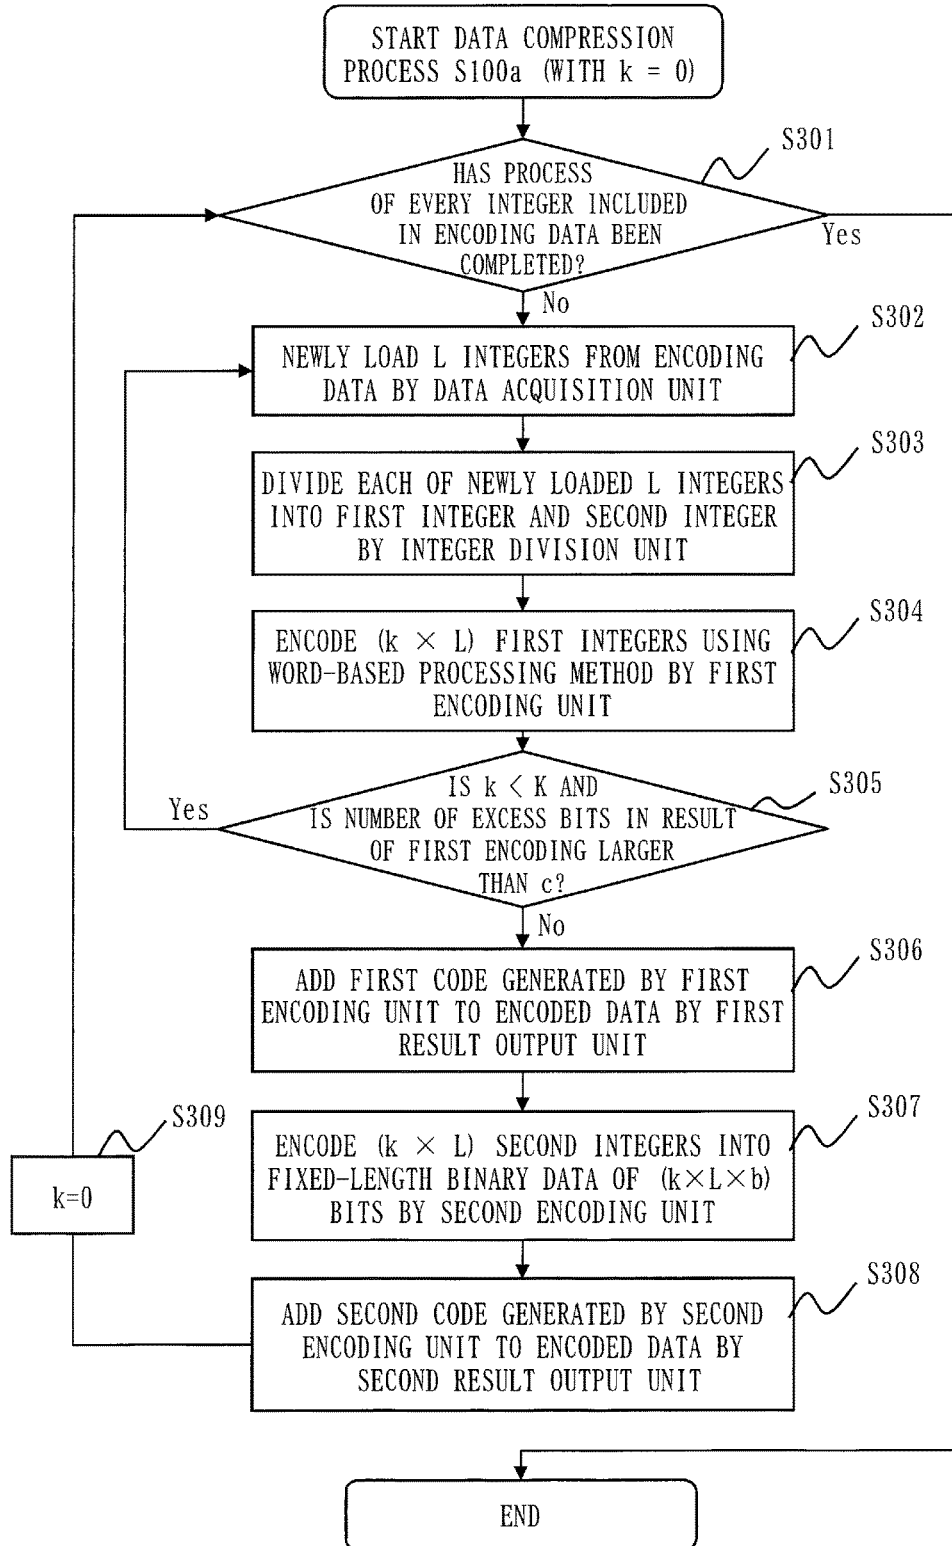 START DATA COMPRESSION
PROCESS S100a (WITH k = 0)
S301
HAS PROCESS
OF EVERY INTEGER INCLUDED
IN ENCODING DATA BEEN
COMPLETED?
Yes
No
S302
NEWLY LOAD L INTEGERS FROM ENCODING
DATA BY DATA ACQUISITION UNIT
S303
DIVIDE EACH OF NEWLY LOADED L INTEGERS
INTO FIRST INTEGER AND SECOND INTEGER
BY INTEGER DIVISION UNIT
S304
ENCODE (k × L) FIRST INTEGERS USING
WORD-BASED PROCESSING METHOD BY FIRST
ENCODING UNIT
S305
IS k < K AND
IS NUMBER OF EXCESS BITS IN RESULT
OF FIRST ENCODING LARGER
THAN c?
Yes
No
S306
ADD FIRST CODE GENERATED BY FIRST
ENCODING UNIT TO ENCODED DATA BY FIRST
RESULT OUTPUT UNIT
S307
ENCODE (k × L) SECOND INTEGERS INTO
FIXED-LENGTH BINARY DATA OF (k×L×b)
BITS BY SECOND ENCODING UNIT
S309
k=0
S308
ADD SECOND CODE GENERATED BY SECOND
ENCODING UNIT TO ENCODED DATA BY
SECOND RESULT OUTPUT UNIT
END